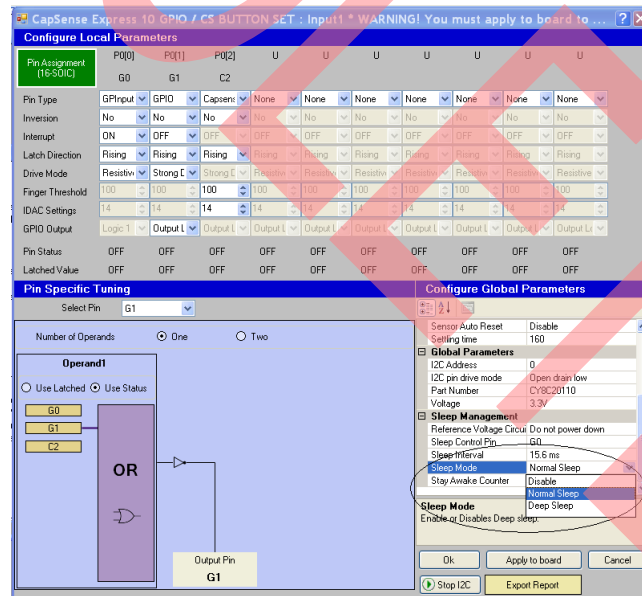 CapSense Express 10 GPIO / CS BUTTON SET : Input1 * WARNING! You must apply to board to ...
Configure Local Parameters
Pin Assignment (16-SOIC) P0[0] P0[1] P0[2] U U U U U U U
G0 G1 C2
Pin Type GPInput GPIO Capsens None None None None None None None
Inversion No No No No No No No No No No
Interrupt ON OFF OFF OFF OFF OFF OFF OFF OFF OFF
Latch Direction Rising Rising Rising Rising Rising Rising Rising Rising Rising Rising
Drive Mode Resistive Strong D Strong D Resistive Resistive Resistive Resistive Resistive Resistive Resistive
Finger Threshold 100 100 100 100 100 100 100 100 100 100
IDAC Settings 14 14 14 14 14 14 14 14 14 14
GPIO Output Logic 1 Output L Output L Output L Output L Output L Output L Output L Output L Output L
Pin Status OFF OFF OFF OFF OFF OFF OFF OFF OFF OFF
Latched Value OFF OFF OFF OFF OFF OFF OFF OFF OFF OFF
Pin Specific Tuning
Select Pin G1
Number of Operands One Two
Operand1
Use Latched Use Status
G0
G1
C2
OR
Output Pin
G1
Configure Global Parameters
Sensor Auto Reset Disable
Settling time 160
Global Parameters
I2C Address 0
I2C pin drive mode Open drain low
Part Number CY8C20110
Voltage 3.3V
Sleep Management
Reference Voltage Circui Do not power down
Sleep Control Pin G0
Sleep Interval 15.6 ms
Sleep Mode Normal Sleep
Stay Awake Counter Disable
Normal Sleep
Deep Sleep
Sleep Mode
Enable or Disables Deep sleep.
Ok Apply to board Cancel
Stop I2C Export Report